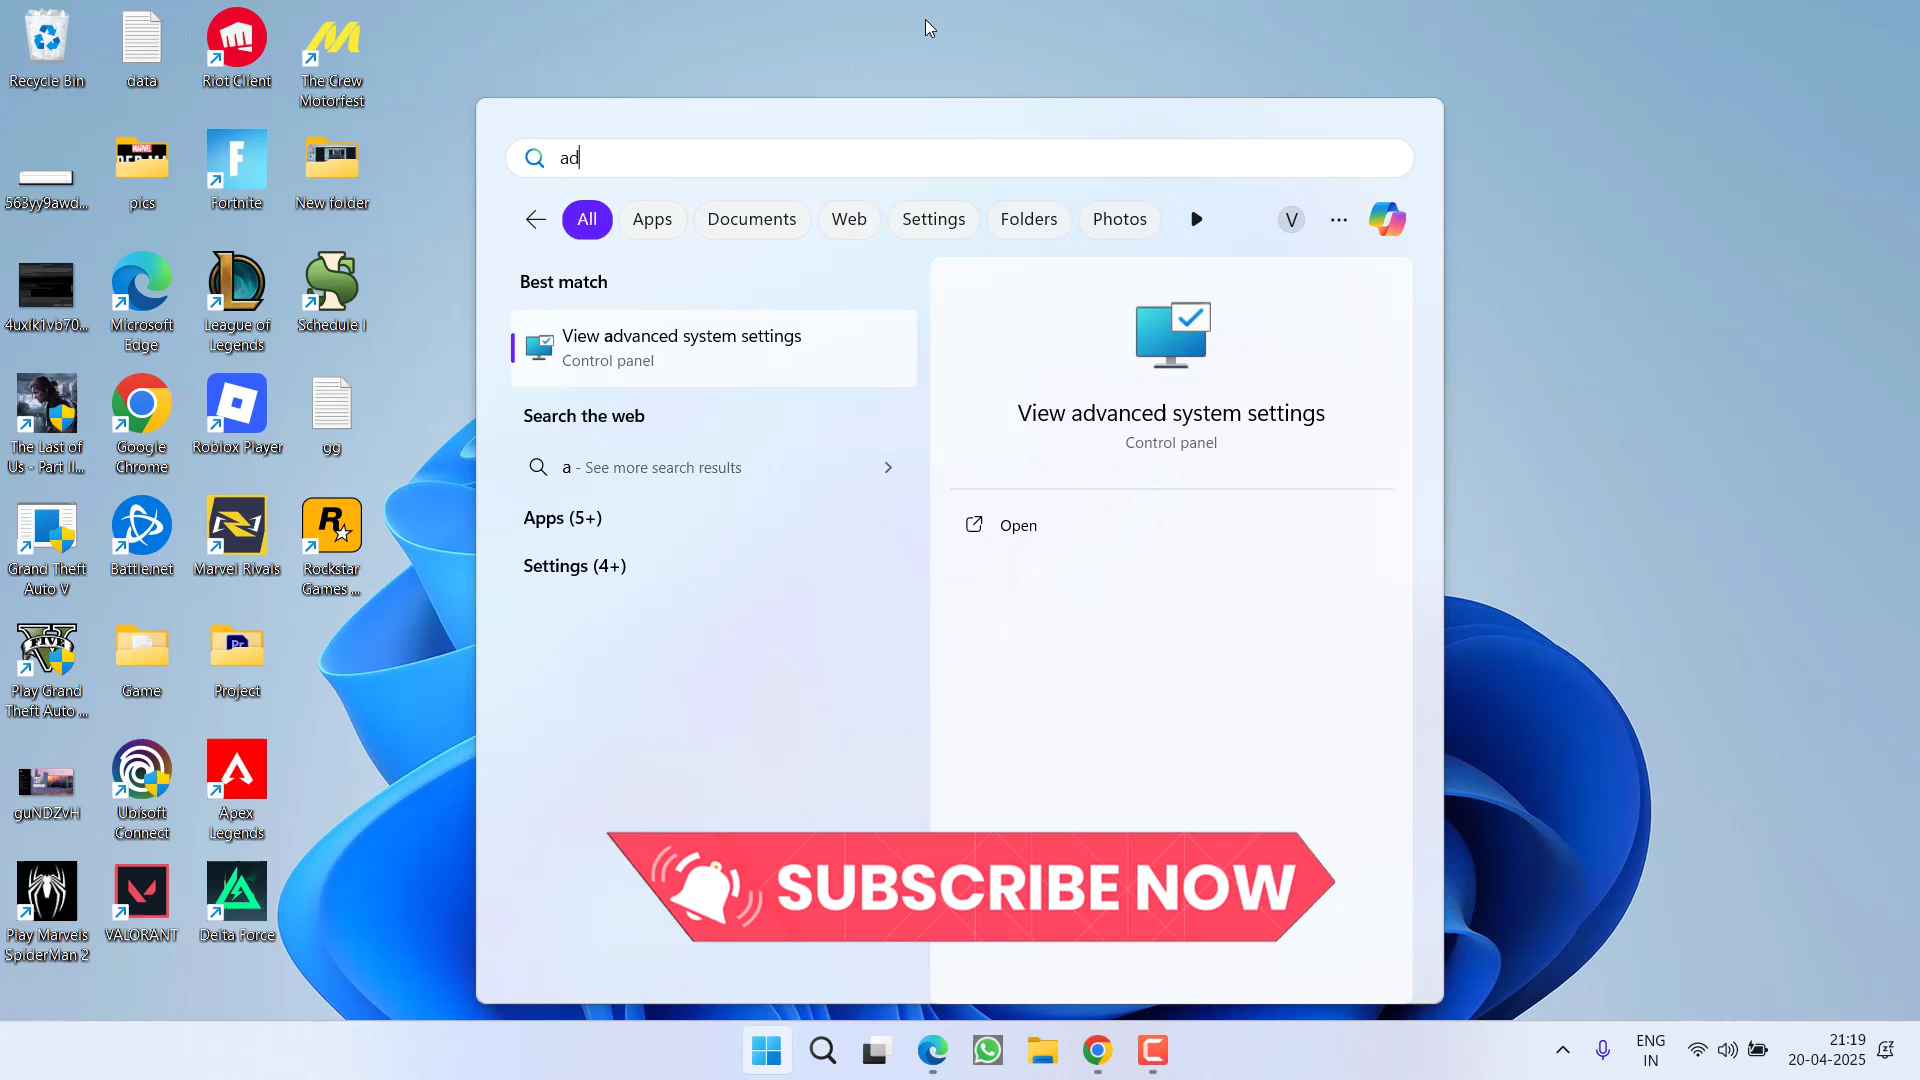 Recycle Bin
data
Riot Client
The Crew
Motorfest
563yy9awd...
pics
Fortnite
New folder
4uxlk1vb70...
Microsoft
Edge
League of
Legends
Schedule I
The Last of
Us - Part II...
Google
Chrome
Roblox Player
gg
Grand Theft
Auto V
Battle.net
Marvel Rivals
Rockstar
Games ...
FIVE
Play Grand
Theft Auto ...
Game
Pr
Project
guNDZvH
Ubisoft
Connect
Apex
Legends
Play Marvels
SpiderMan 2
VALORANT
Delta Force
ad
All
Apps
Documents
Web
Settings
Folders
Photos
V
Best match
View advanced system settings
Control panel
Search the web
a - See more search results
Apps (5+)
Settings (4+)
View advanced system settings
Control panel
Open
SUBSCRIBE NOW
ENG
IN
21:19
20-04-2025